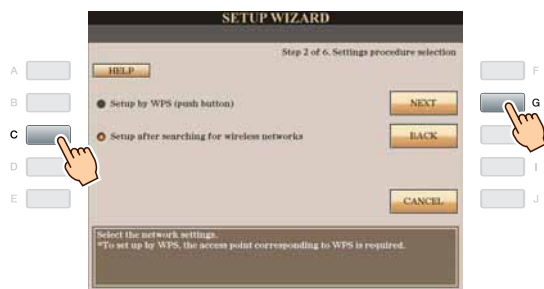 SETUP WIZARD
Step 2 of 6. Settings procedure selection
HELP
A
F
B
Setup by WPS (push button)
NEXT
G
C
Setup after searching for wireless networks
BACK
D
I
E
CANCEL
J
Select the network settings.
*To set up by WPS, the access point corresponding to WPS is required.